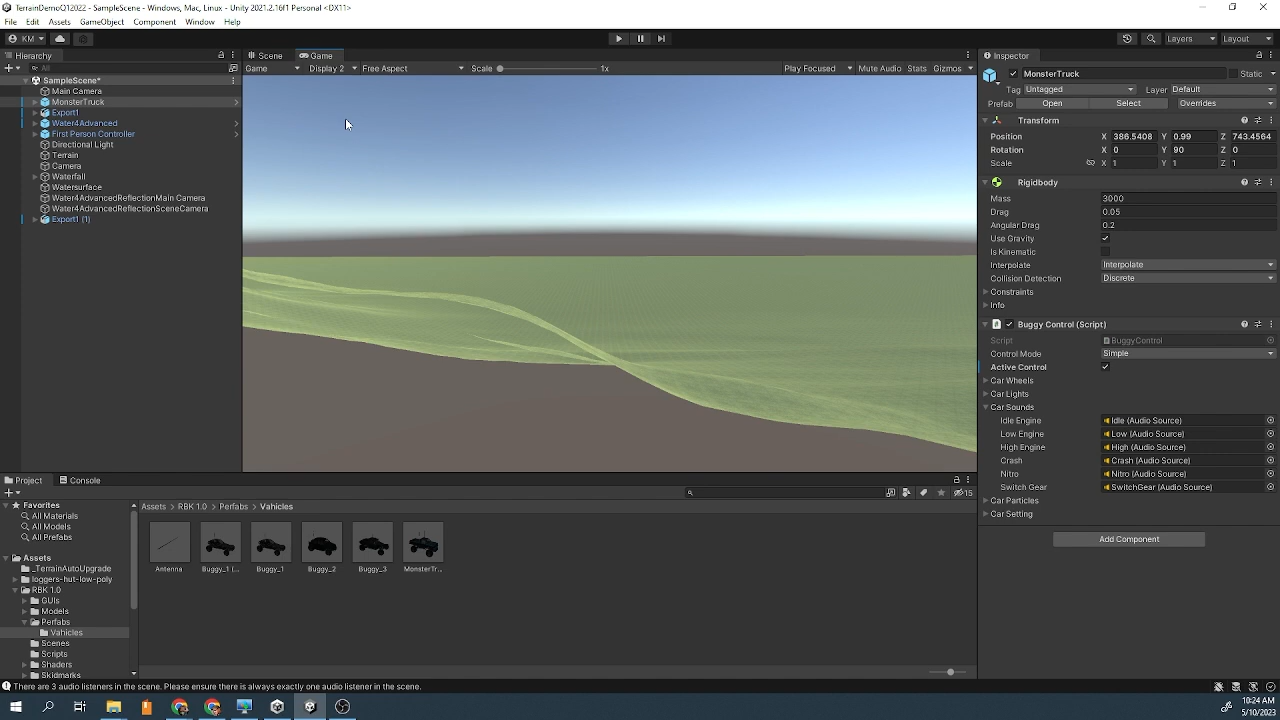 TerrainDemoQ12022 - SampleScene - Windows, Mac, Linux - Unity 2021.2.16f1 Personal <DX11>
File Edit Assets GameObject Component Window Help
KM Layers Layout
Hierarchy Scene Game Inspector
All
Game Display 2 Free Aspect Scale 1x Play Focused Mute Audio Stats Gizmos
SampleScene*
Main Camera
MonsterTruck
Export1
Water4Advanced
First Person Controller
Directional Light
Terrain
Camera
Waterfall
Watersurface
Water4AdvancedReflectionMain Camera
Water4AdvancedReflectionSceneCamera
Export1 (1)
MonsterTruck Static
Tag Untagged Layer Default
Prefab Open Select Overrides
Transform
Position X 386.5408 Y 0.99 Z 743.4564
Rotation X 0 Y 90 Z 0
Scale X 1 Y 1 Z 1
Rigidbody
Mass 3000
Drag 0.05
Angular Drag 0.2
Use Gravity
Is Kinematic
Interpolate Interpolate
Collision Detection Discrete
Constraints
Info
Buggy Control (Script)
Script BuggyControl
Control Mode Simple
Active Control
Car Wheels
Car Lights
Car Sounds
Idle Engine Idle (Audio Source)
Low Engine Low (Audio Source)
High Engine High (Audio Source)
Crash Crash (Audio Source)
Nitro Nitro (Audio Source)
Switch Gear SwitchGear (Audio Source)
Car Particles
Car Setting
Add Component
Project Console
15
Favorites
All Materials
All Models
All Prefabs
Assets
_TerrainAutoUpgrade
loggers-hut-low-poly
RBK 1.0
GUIs
Models
Perfabs
Vahicles
Scenes
Scripts
Shaders
Skidmarks
Assets RBK 1.0 Perfabs Vahicles
Antenna Buggy_1 (... Buggy_1 Buggy_2 Buggy_3 MonsterTr...
There are 3 audio listeners in the scene. Please ensure there is always exactly one audio listener in the scene.
10:24 AM
5/10/2023